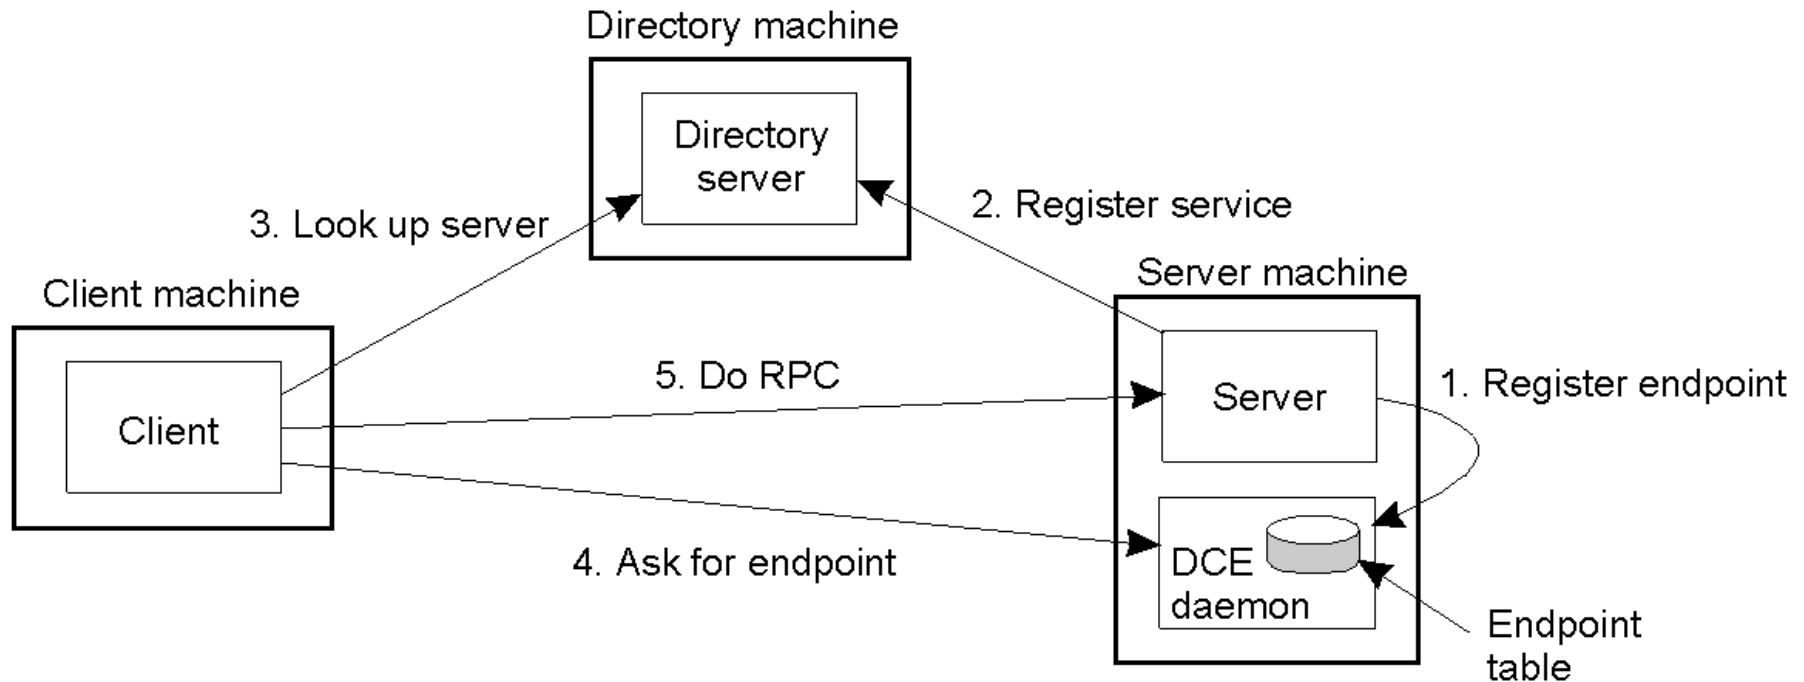 Directory machine
Directory
server
3. Look up server
2. Register service
Client machine
Server machine
5. Do RPC
1. Register endpoint
Client
Server
4. Ask for endpoint
DCE
daemon
Endpoint
table